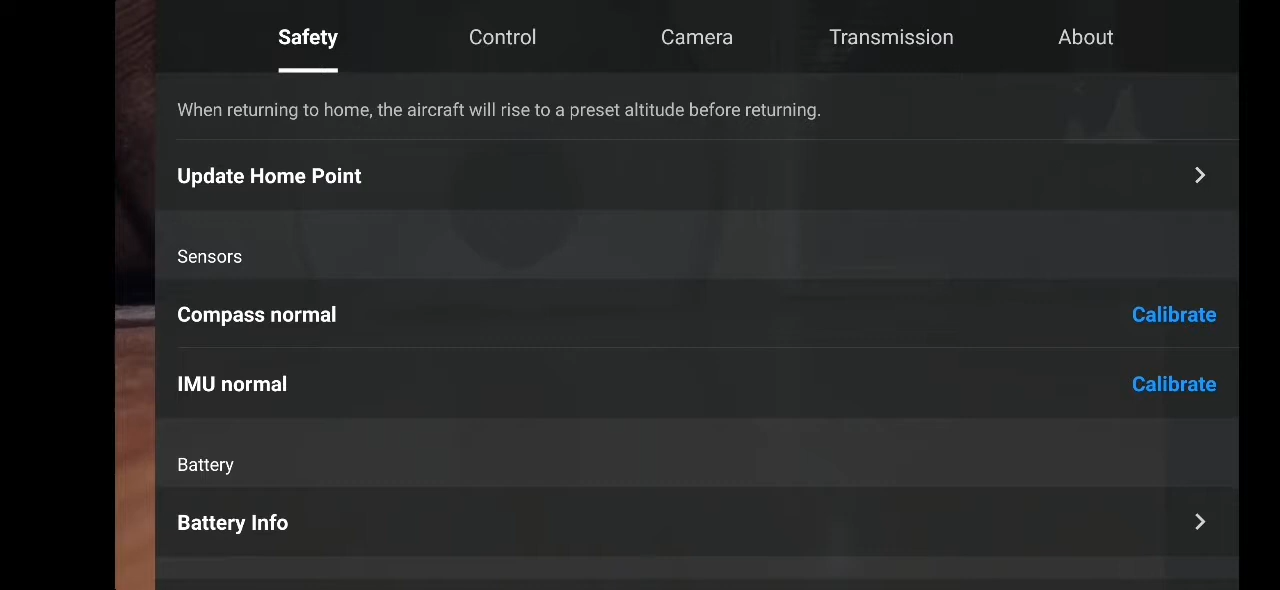 Safety Control Camera Transmission About
When returning to home, the aircraft will rise to a preset altitude before returning.
Update Home Point
Sensors
Compass normal Calibrate
IMU normal Calibrate
Battery
Battery Info